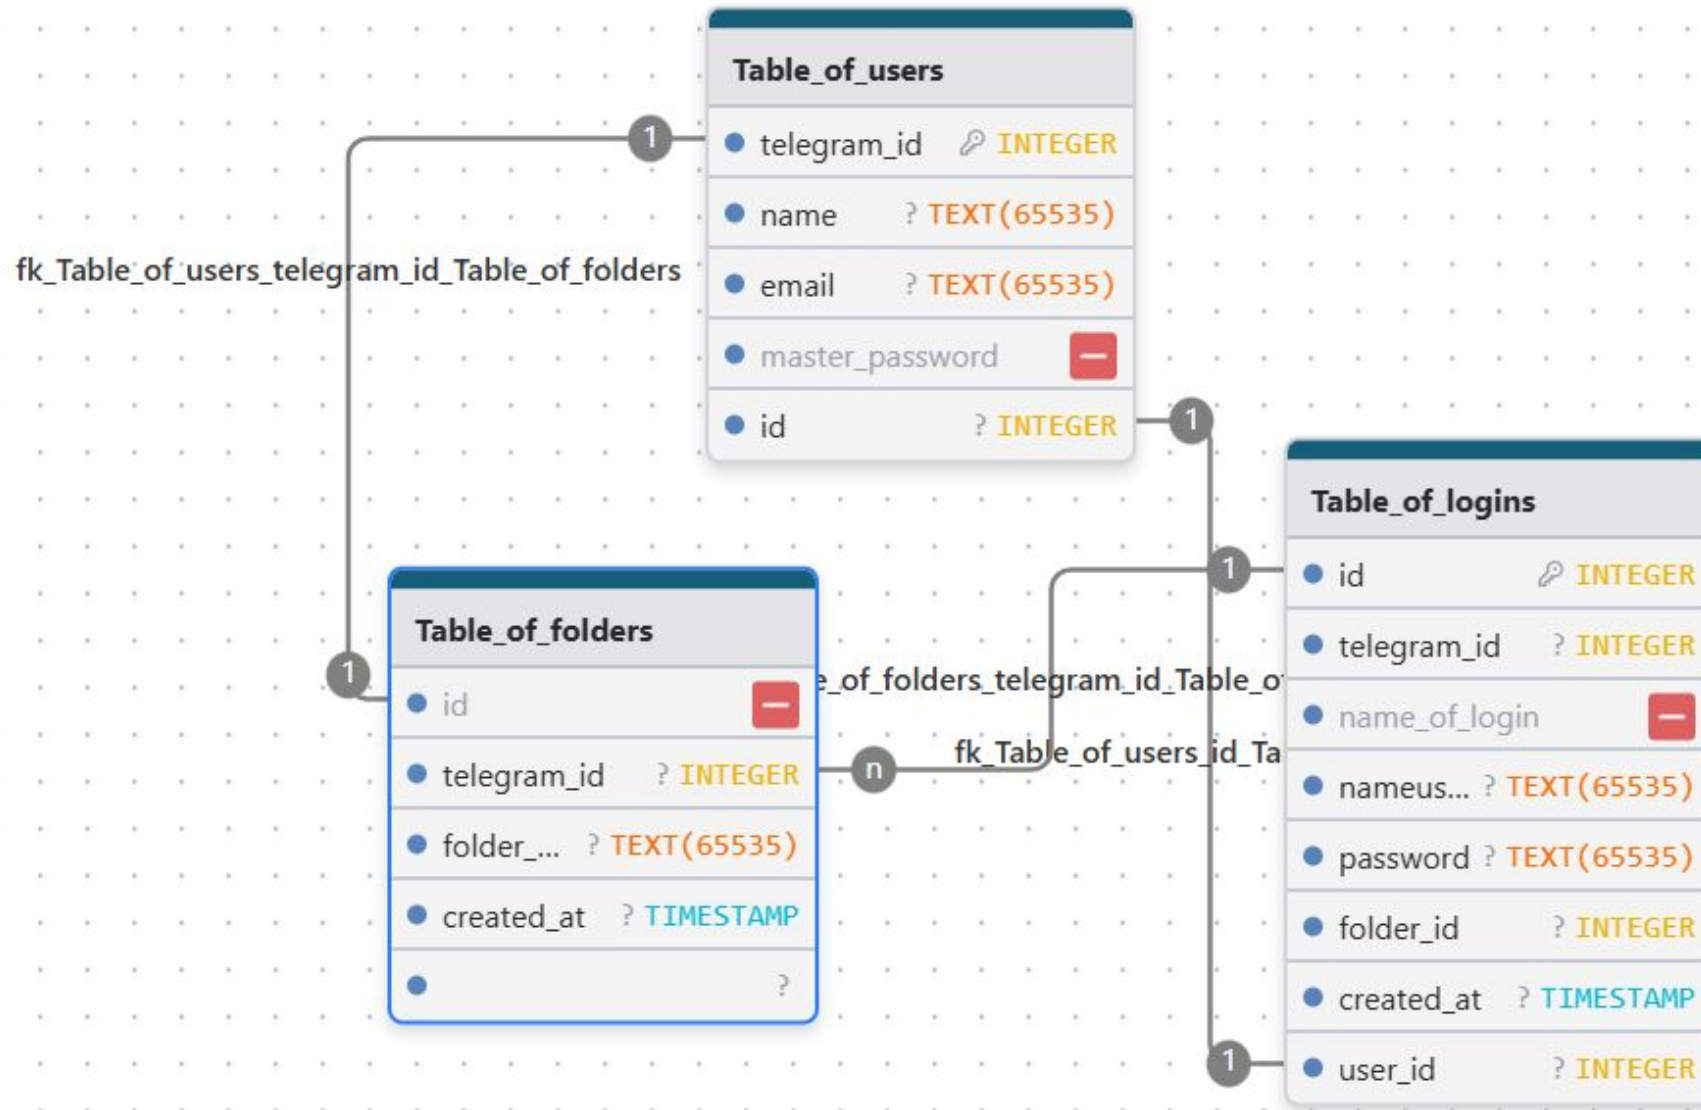 Table_of_users
telegram_id INTEGER
name ? TEXT(65535)
email ? TEXT(65535)
master_password
id ? INTEGER
1
1
fk_Table_of_users_telegram_id_Table_of_folders
Table_of_folders
id
telegram_id ? INTEGER
folder_... ? TEXT(65535)
created_at ? TIMESTAMP
?
1
n
e_of_folders_telegram_id_Table_o
fk_Table_of_users_id_Ta
1
1
Table_of_logins
id INTEGER
telegram_id ? INTEGER
name_of_login
nameus... ? TEXT(65535)
password ? TEXT(65535)
folder_id ? INTEGER
created_at ? TIMESTAMP
user_id ? INTEGER